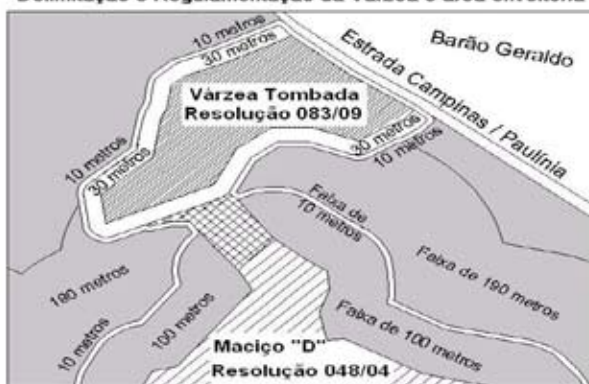 Delimitação e Regulamentação da Várzea e área envoltória
10 metros
30 metros
Estrada Campinas / Paulínia
Barão Geraldo
Várzea Tombada
Resolução 083/09
10 metros
30 metros
30 metros
10 metros
Faixa de
10 metros
Faixa de 190 metros
190 metros
10 metros
100 metros
Faixa de 100 metros
Maciço "D"
Resolução 048/04